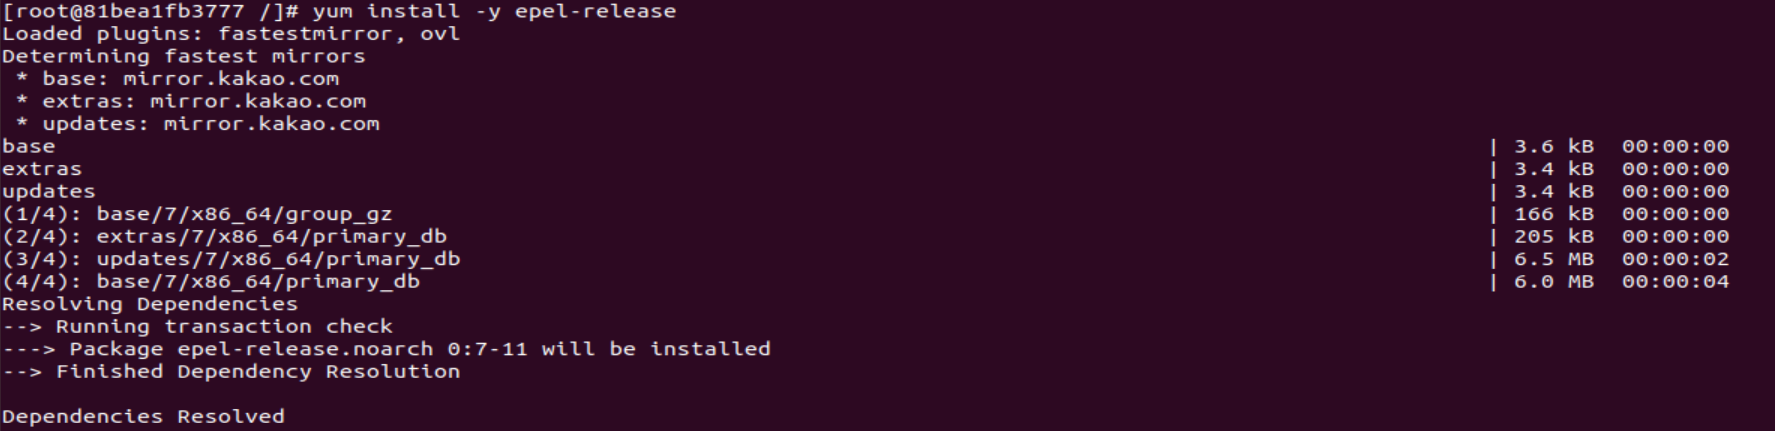 [root@81bea1fb3777 /]# yum install -y epel-release
Loaded plugins: fastestmirror, ovl
Determining fastest mirrors
 * base: mirror.kakao.com
 * extras: mirror.kakao.com
 * updates: mirror.kakao.com
base | 3.6 kB 00:00:00
extras | 3.4 kB 00:00:00
updates | 3.4 kB 00:00:00
(1/4): base/7/x86_64/group_gz | 166 kB 00:00:00
(2/4): extras/7/x86_64/primary_db | 205 kB 00:00:00
(3/4): updates/7/x86_64/primary_db | 6.5 MB 00:00:02
(4/4): base/7/x86_64/primary_db | 6.0 MB 00:00:04
Resolving Dependencies
--> Running transaction check
---> Package epel-release.noarch 0:7-11 will be installed
--> Finished Dependency Resolution
Dependencies Resolved